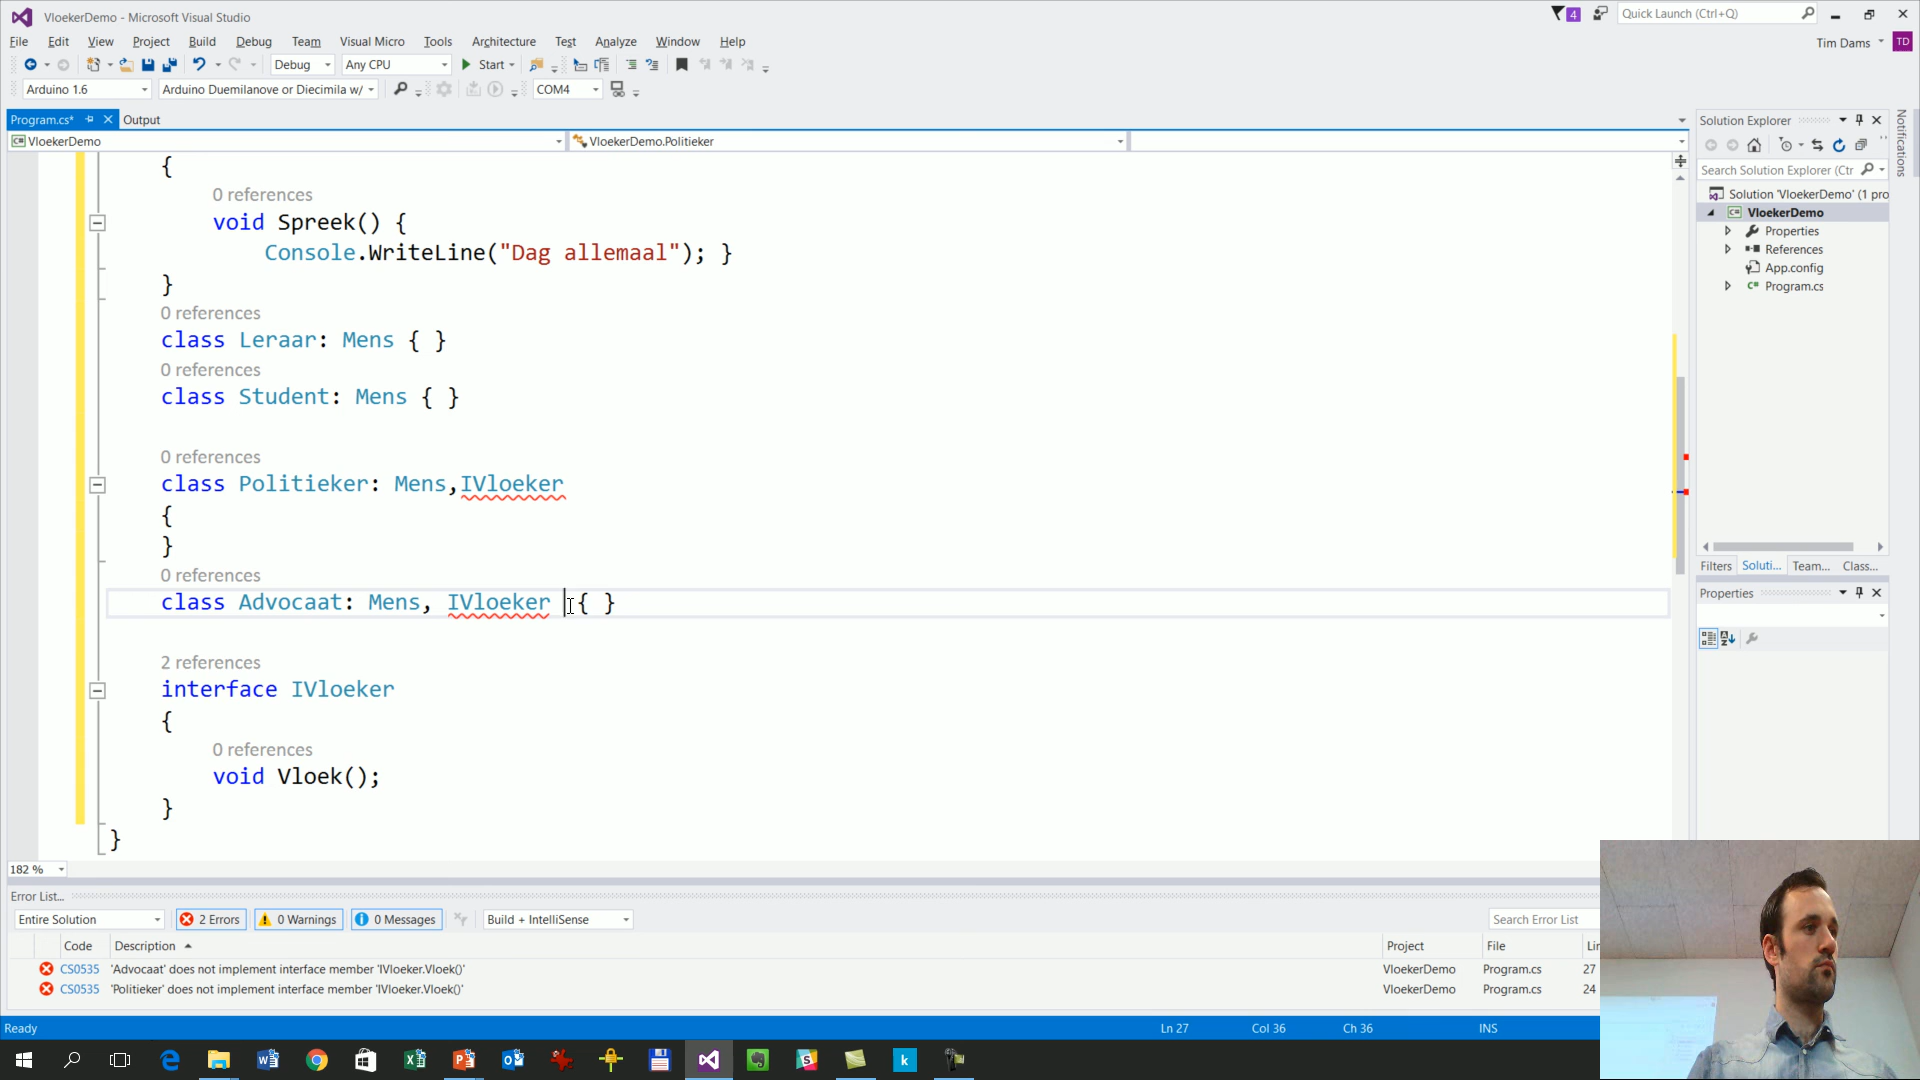 VloekerDemo - Microsoft Visual Studio
4
Quick Launch (Ctrl+Q)
File Edit View Project Build Debug Team Visual Micro Tools Architecture Test Analyze Window Help
Tim Dams
TD
Debug
Any CPU
Start
Arduino 1.6
Arduino Duemilanove or Diecimila w/
COM4
Program.cs*
Output
VloekerDemo
VloekerDemo.Politieker
{
0 references
void Spreek() {
Console.WriteLine("Dag allemaal"); }
}
0 references
class Leraar: Mens { }
0 references
class Student: Mens { }
0 references
class Politieker: Mens,IVloeker
{
}
0 references
class Advocaat: Mens, IVloeker { }
2 references
interface IVloeker
{
0 references
void Vloek();
}
}
182 %
Solution Explorer
Notifications
Search Solution Explorer (Ctr
Solution 'VloekerDemo' (1 pro
VloekerDemo
Properties
References
App.config
Program.cs
Filters
Soluti...
Team...
Class...
Properties
Error List...
Entire Solution
2 Errors
0 Warnings
0 Messages
Build + IntelliSense
Search Error List
Code
Description
Project
File
Lin
CS0535 'Advocaat' does not implement interface member 'IVloeker.Vloek()' VloekerDemo Program.cs 27
CS0535 'Politieker' does not implement interface member 'IVloeker.Vloek()' VloekerDemo Program.cs 24
Ready
Ln 27
Col 36
Ch 36
INS